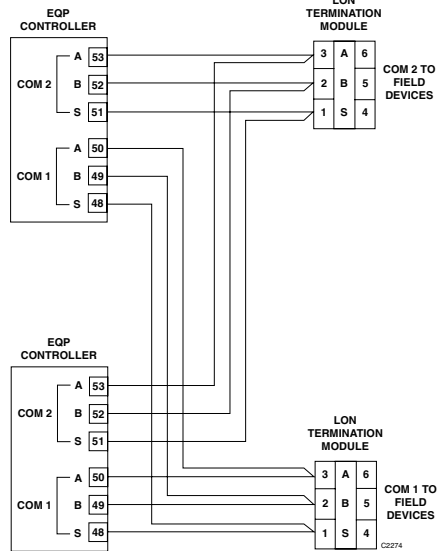 EQP
CONTROLLER
A 53
COM 2 B 52
S 51
A 50
COM 1 B 49
S 48
LON
TERMINATION
MODULE
3 A 6
2 B 5
1 S 4
COM 2 TO
FIELD
DEVICES
EQP
CONTROLLER
A 53
COM 2 B 52
S 51
A 50
COM 1 B 49
S 48
LON
TERMINATION
MODULE
3 A 6
2 B 5
1 S 4
COM 1 TO
FIELD
DEVICES
C2274